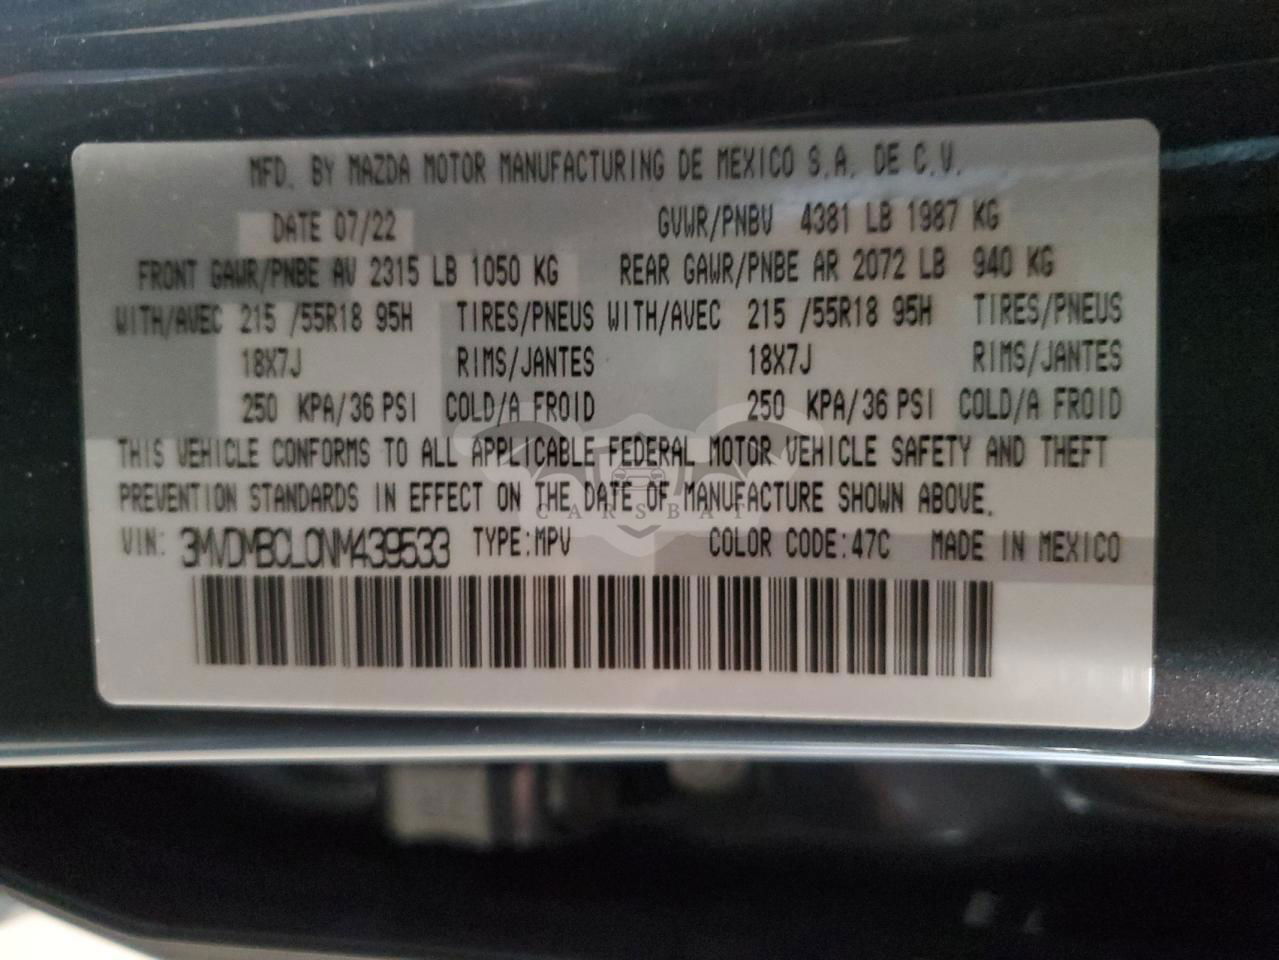 MFD. BY MAZDA MOTOR MANUFACTURING DE MEXICO S.A. DE C.V.
DATE 07/22 GVWR/PNBV 4381 LB 1987 KG
FRONT GAWR/PNBE AV 2315 LB 1050 KG REAR GAWR/PNBE AR 2072 LB 940 KG
WITH/AVEC 215 /55R18 95H TIRES/PNEUS WITH/AVEC 215 /55R18 95H TIRES/PNEUS
18X7J RIMS/JANTES 18X7J RIMS/JANTES
250 KPA/36 PSI COLD/A FROID 250 KPA/36 PSI COLD/A FROID
THIS VEHICLE CONFORMS TO ALL APPLICABLE FEDERAL MOTOR VEHICLE SAFETY AND THEFT
PREVENTION STANDARDS IN EFFECT ON THE DATE OF MANUFACTURE SHOWN ABOVE.
CARSBAT
VIN: 3MVDMBCL0NM439533 TYPE:MPV COLOR CODE:47C MADE IN MEXICO